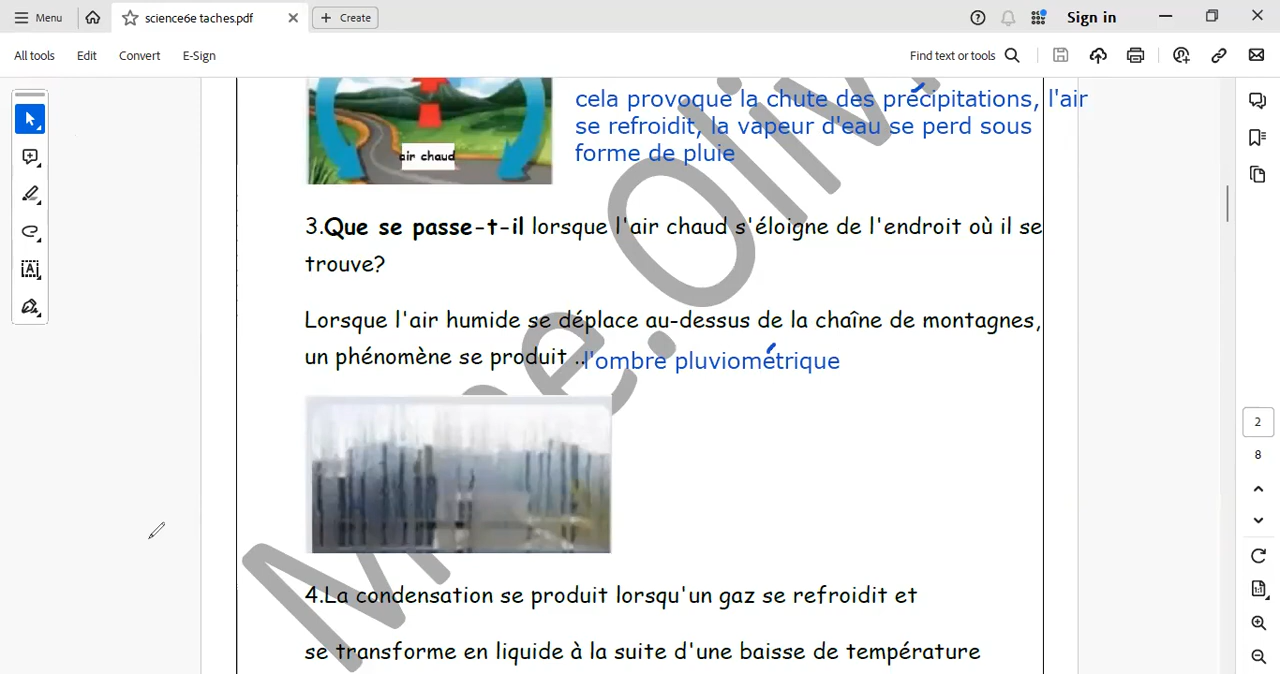 Menu
science6e taches.pdf
Create
Sign in
All tools
Edit
Convert
E-Sign
Find text or tools
air chaud
cela provoque la chute des précipitations, l'air
se refroidit, la vapeur d'eau se perd sous
forme de pluie
3.Que se passe-t-il lorsque l'air chaud s'éloigne de l'endroit où il se
trouve?
Lorsque l'air humide se déplace au-dessus de la chaîne de montagnes,
un phénomène se produit ..l'ombre pluviométrique
4.La condensation se produit lorsqu'un gaz se refroidit et
se transforme en liquide à la suite d'une baisse de température
Mme.Oliv
2
8